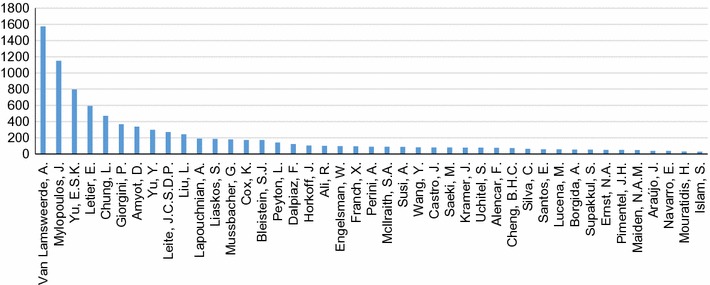 1800
1600
1400
1200
1000
800
600
400
200
0
Van Lamsweerde, A.
Mylopoulos, J.
Yu, E.S.K.
Letier, E.
Chung, L.
Giorgini, P.
Amyot, D.
Yu, Y.
Leite, J.C.S.D.P.
Liu, L.
Lapouchnian, A.
Liaskos, S.
Mussbacher, G.
Cox, K.
Bleistein, S.J.
Peyton, L.
Dalpiaz, F.
Horkoff, J.
Ali, R.
Engelsman, W.
Franch, X.
Perini, A.
McIlraith, S.A.
Susi, A.
Wang, Y.
Castro, J.
Saeki, M.
Kramer, J.
Uchitel, S.
Alencar, F.
Cheng, B.H.C.
Silva, C.
Santos, E.
Lucena, M.
Borgida, A.
Supakkul, S.
Ernst, N.A.
Pimentel, J.H.
Maiden, N.A.M.
Araújo, J.
Navarro, E.
Mouratidis, H.
Islam, S.